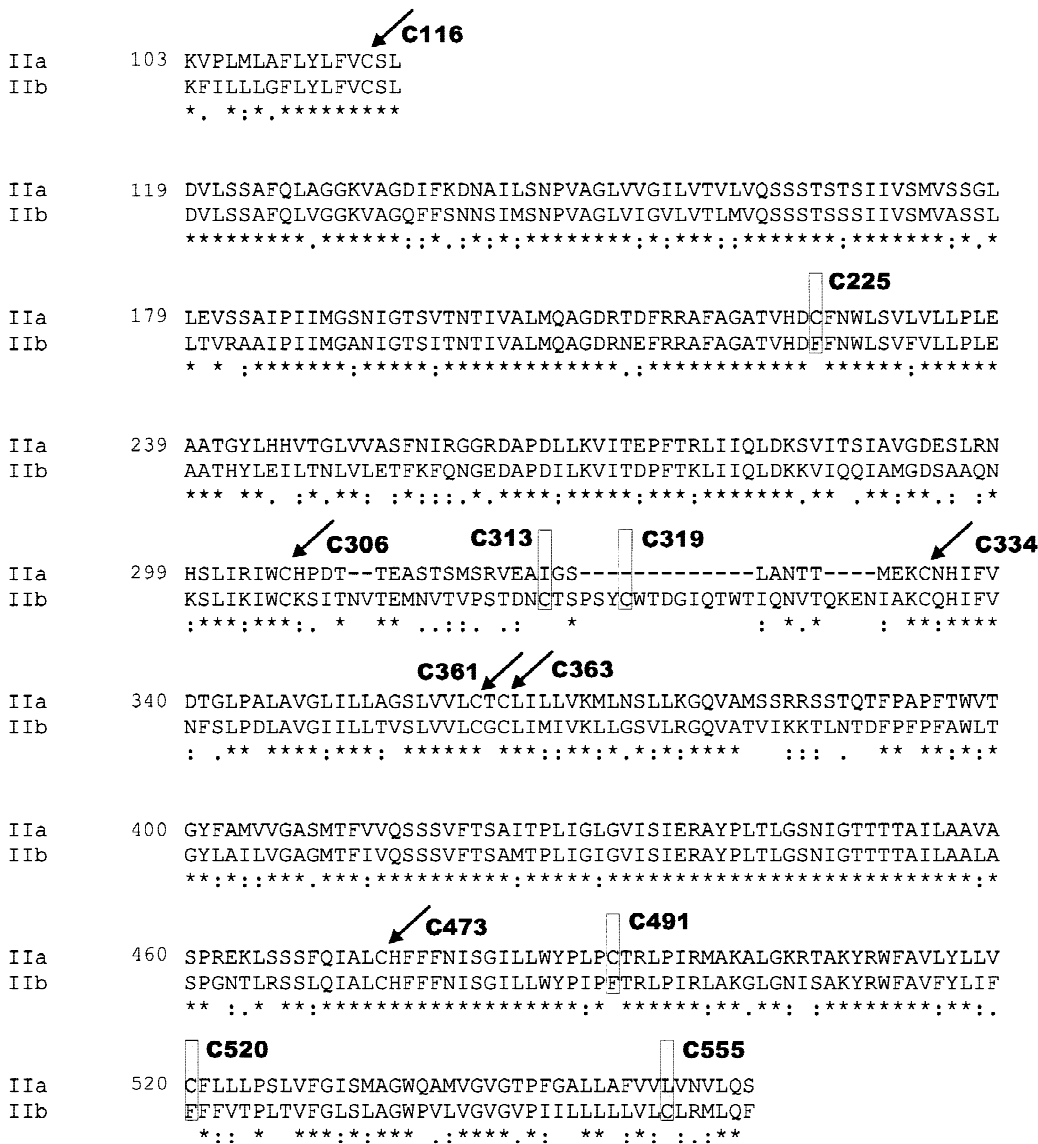 C116
IIa 103 KVPLMLAFLYLFVCSL
IIb KFILLLGFLYLFVCSL
*. *:*.*********
IIa 119 DVLSSAFQLAGGKVAGDIFKDNAILSNPVAGLVVGILVTVLVQSSSTSTSIIVSMVSSGL
IIb DVLSSAFQLVGGKVAGQFFSNNSIMSNPVAGLVIGVLVTLMVQSSSTSSSIIVSMVASSL
*********.******::*.:*:*:********:*:***::*******:*******:*.*
C225
IIa 179 LEVSSAIPIIMGSNIGTSVTNTIVALMQAGDRTDFRRAFAGATVHDCFNWLSVLVLLPLE
IIb LTVRAAIPIIMGANIGTSITNTIVALMQAGDRNEFRRAFAGATVHDFFNWLSVFVLLPLE
* * :*******:*****:*************.:************ ******:******
IIa 239 AATGYLHHVTGLVVASFNIRGGRDAPDLLKVITEPFTRLIIQLDKSVITSIAVGDESLRN
IIb AATHYLEILTNLVLETFKFQNGEDAPDILKVITDPFTKLIIQLDKKVIQQIAMGDSAAQN
*** **. :*.**: :*:::.*.****:*****:***:*******.** .**:**.: :*
C306 C313 C319 C334
IIa 299 HSLIRIWCHPDT--TEASTSMSRVEAIGS-------------LANTT----MEKCNHIFV
IIb KSLIKIWCKSITNVTEMNVTVPSTDNCTSPSYCWTDGIQTWTIQNVTQKENIAKCQHIFV
:***:***:. * ** ..:. .: * : *.* : **:****
C361 C363
IIa 340 DTGLPALAVGLILLAGSLVVLCTCLILLVKMLNSLLKGQVAMSSRRSSTQTFPAPFTWVT
IIb NFSLPDLAVGIILLTVSLVVLCGCLIMIVKLLGSVLRGQVATVIKKTLNTDFPFPFAWLT
: .** ****:***: ****** ***::**:*.*:*:**** :::  . ** **:*:*
IIa 400 GYFAMVVGASMTFVVQSSSVFTSAITPLIGLGVISIERAYPLTLGSNIGTTTTAILAAVA
IIb GYLAILVGAGMTFIVQSSSVFTSAMTPLIGIGVISIERAYPLTLGSNIGTTTTAILAALA
**:*::***.***:**********:*****:***************************:*
C473 C491
IIa 460 SPREKLSSSFQIALCHFFFNISGILLWYPLPCTRLPIRMAKALGKRTAKYRWFAVLYLLV
IIb SPGNTLRSSLQIALCHFFFNISGILLWYPIPFTRLPIRLAKGLGNISAKYRWFAVFYLIF
** :.* **:*******************:* ******:**.**: :********:**:.
C520 C555
IIa 520 CFLLLPSLVFGISMAGWQAMVGVGTPFGALLAFVVLVNVLQS
IIb FFFVTPLTVFGLSLAGWPVLVGVGVPIILLLLLVLCLRMLQF
*:: * ***:*:*** .:****.*: ** :*: :.:**